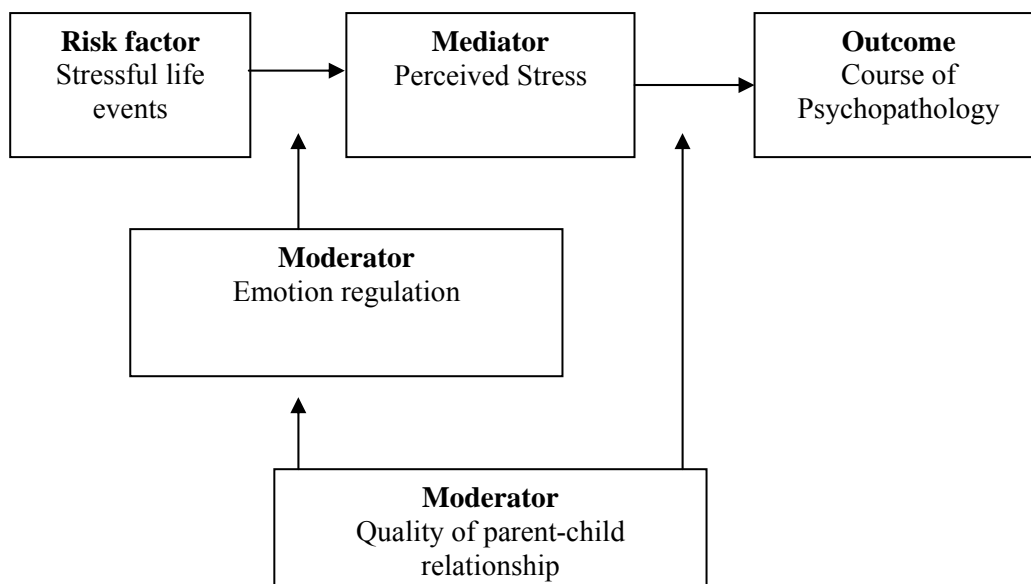 Risk factor
Stressful life
events
Mediator
Perceived Stress
Outcome
Course of
Psychopathology
Moderator
Emotion regulation
Moderator
Quality of parent-child
relationship